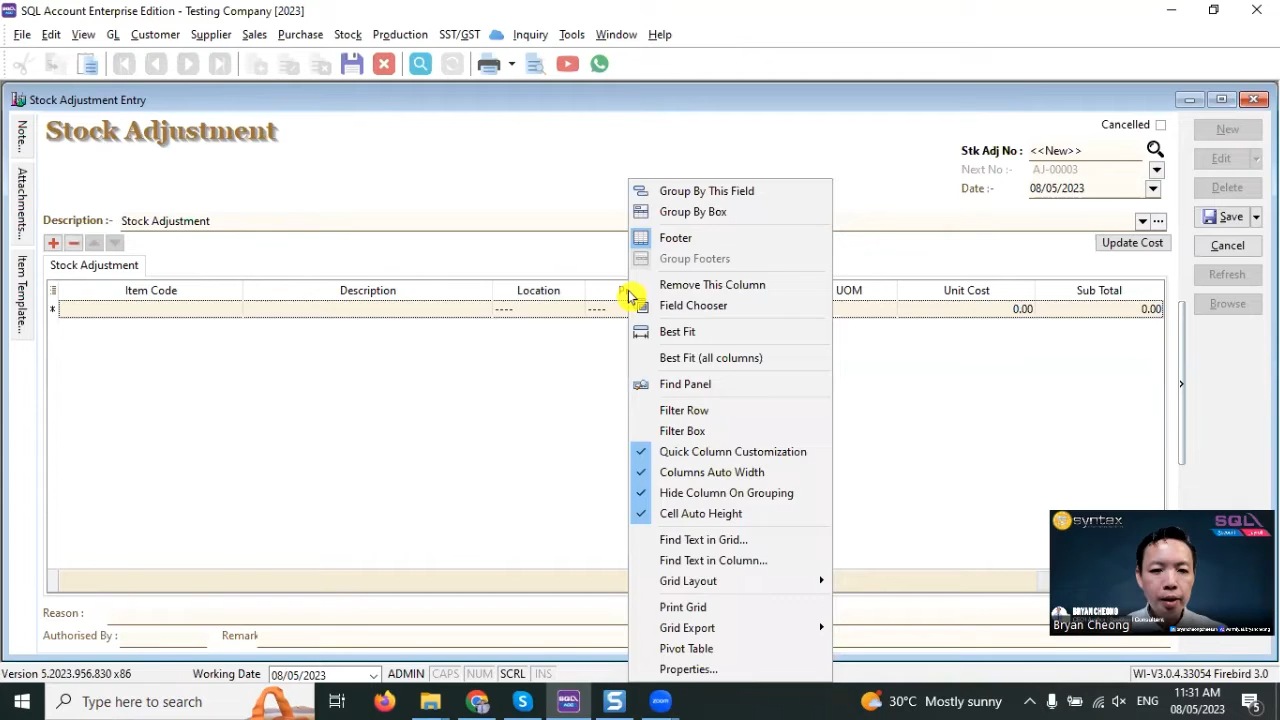 SQL Account Enterprise Edition - Testing Company [2023]
File Edit View GL Customer Supplier Sales Purchase Stock Production SST/GST Inquiry Tools Window Help
Stock Adjustment Entry
Note...
Attachments...
Item Template...
Stock Adjustment
Cancelled
Stk Adj No : <<New>>
Next No :- AJ-00003
Date :- 08/05/2023
Description :- Stock Adjustment
Update Cost
Stock Adjustment
Item Code Description Location UOM Unit Cost Sub Total
---- ---- 0.00 0.00
Group By This Field
Group By Box
Footer
Group Footers
Remove This Column
Field Chooser
Best Fit
Best Fit (all columns)
Find Panel
Filter Row
Filter Box
Quick Column Customization
Columns Auto Width
Hide Column On Grouping
Cell Auto Height
Find Text in Grid...
Find Text in Column...
Grid Layout
Print Grid
Grid Export
Pivot Table
Properties...
New
Edit
Delete
Save
Cancel
Refresh
Browse
Reason :
Authorised By : Remark
syntax
SQL
BRYAN CHEONG
Bryan Cheong
Version 5.2023.956.830 x86 Working Date 08/05/2023 ADMIN CAPS NUM SCRL INS WI-V3.0.4.33054 Firebird 3.0
Type here to search
SQL
ACC
S
S
zoom
30°C Mostly sunny
ENG
11:31 AM
08/05/2023
5